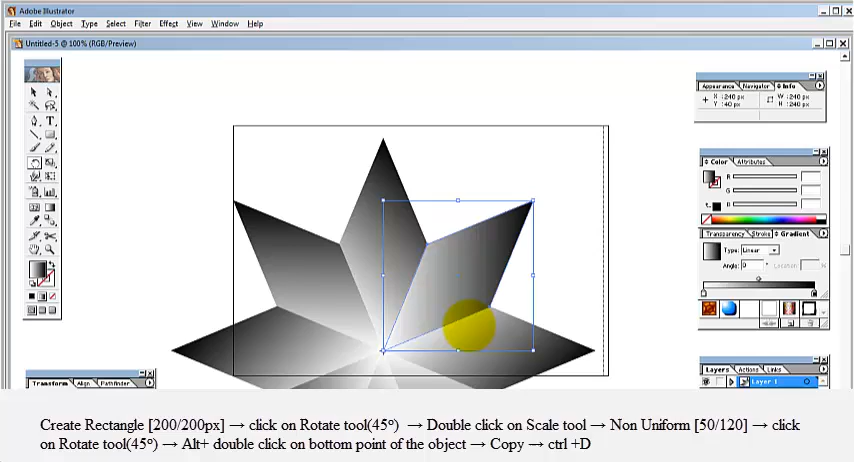 Adobe Illustrator
File Edit Object Type Select Filter Effect View Window Help
Untitled-5 @ 100% (RGB/Preview)
Appearance Navigator Info
X :240 px W :240 px
Y :40 px H :240 px
Color Attributes
R
G
B
Transparency Stroke Gradient
Type: Linear
Angle: 0 ° Location: %
Layers Actions Links
Layer 1
Transform Align Pathfinder
Create Rectangle [200/200px] → click on Rotate tool(45°) → Double click on Scale tool → Non Uniform [50/120] → click
on Rotate tool(45°) → Alt+ double click on bottom point of the object → Copy → ctrl +D